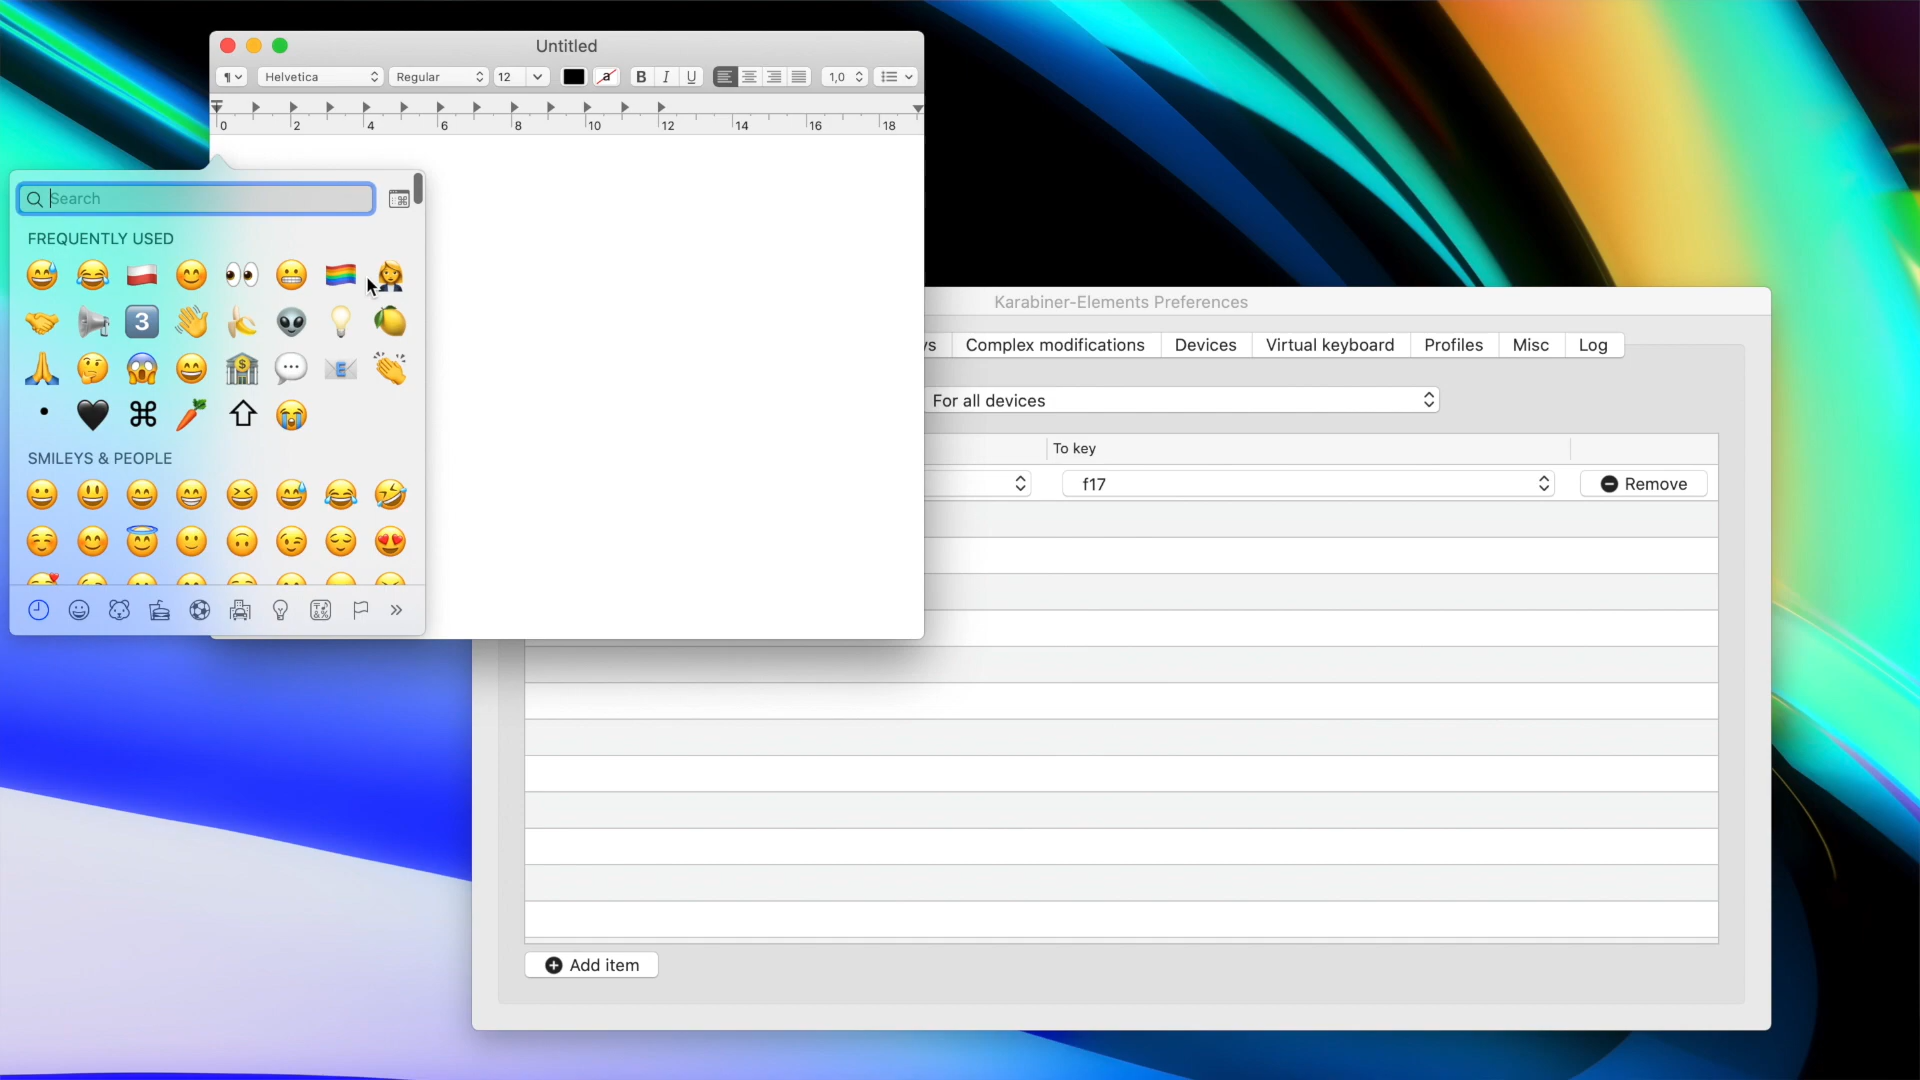 Untitled
¶ Helvetica Regular 12 a B I U 1,0
0 2 4 6 8 10 12 14 16 18
Search
FREQUENTLY USED
SMILEYS & PEOPLE
Karabiner-Elements Preferences
Complex modifications Devices Virtual keyboard Profiles Misc Log
For all devices
To key
f17 Remove
Add item